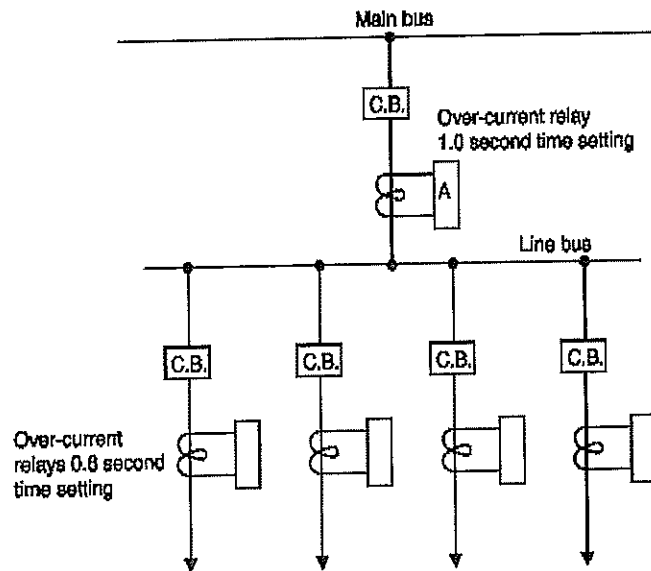 Main bus
C.B.
Over-current relay
1.0 second time setting
A
Line bus
C.B.
C.B.
C.B.
C.B.
Over-current
relays 0.6 second
time setting